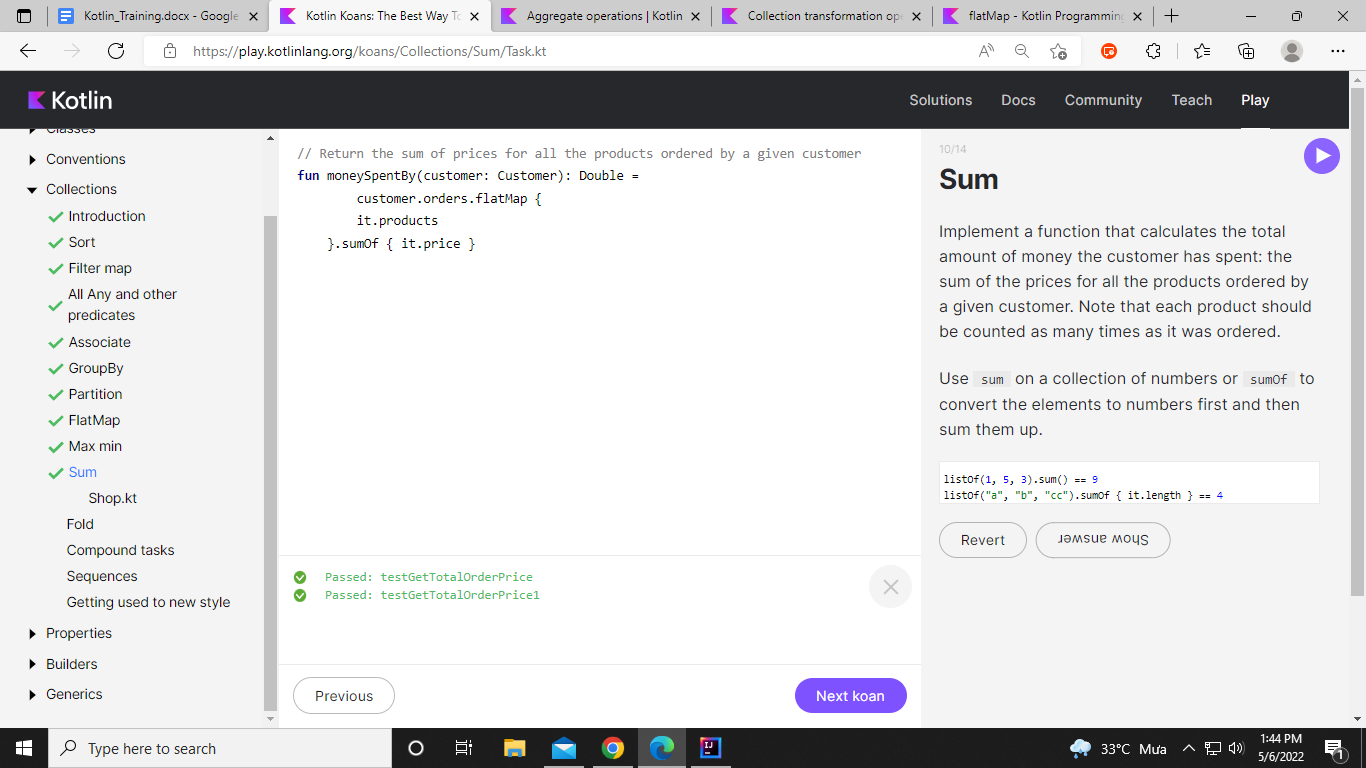 Kotlin_Training.docx - Google
Kotlin Koans: The Best Way To
Aggregate operations | Kotlin
Collection transformation ope
flatMap - Kotlin Programming
https://play.kotlinlang.org/koans/Collections/Sum/Task.kt
Kotlin
Solutions
Docs
Community
Teach
Play
Classes
Conventions
Collections
Introduction
Sort
Filter map
All Any and other
predicates
Associate
GroupBy
Partition
FlatMap
Max min
Sum
Shop.kt
Fold
Compound tasks
Sequences
Getting used to new style
Properties
Builders
Generics
// Return the sum of prices for all the products ordered by a given customer
fun moneySpentBy(customer: Customer): Double =
customer.orders.flatMap {
it.products
}.sumOf { it.price }
Passed: testGetTotalOrderPrice
Passed: testGetTotalOrderPrice1
Previous
Next koan
10/14
Sum
Implement a function that calculates the total
amount of money the customer has spent: the
sum of the prices for all the products ordered by
a given customer. Note that each product should
be counted as many times as it was ordered.
Use sum on a collection of numbers or sumOf to
convert the elements to numbers first and then
sum them up.
listOf(1, 5, 3).sum() == 9
listOf("a", "b", "cc").sumOf { it.length } == 4
Revert
Show answer
Type here to search
33°C Mưa
1:44 PM
5/6/2022
1